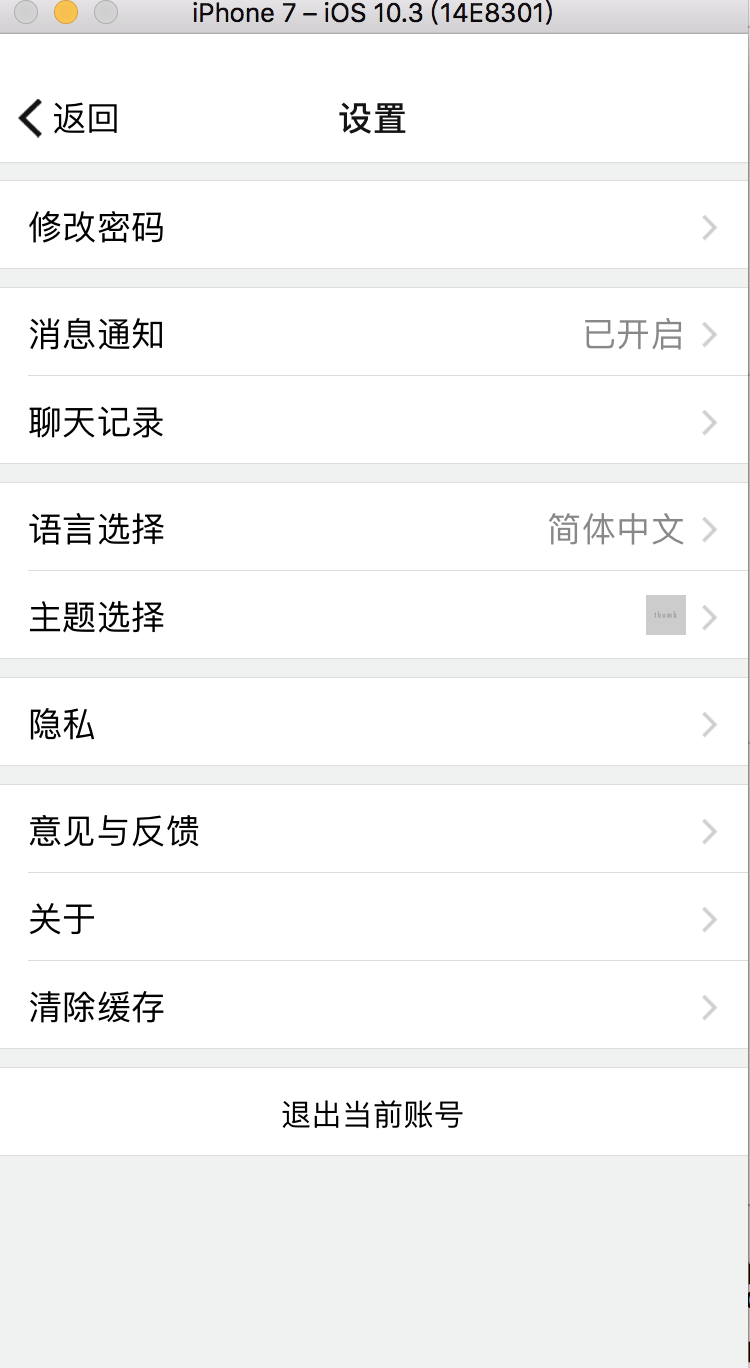 iPhone 7 – iOS 10.3 (14E8301)
返回 设置
修改密码
消息通知 已开启
聊天记录
语言选择 简体中文
主题选择 thumb
隐私
意见与反馈
关于
清除缓存
退出当前账号